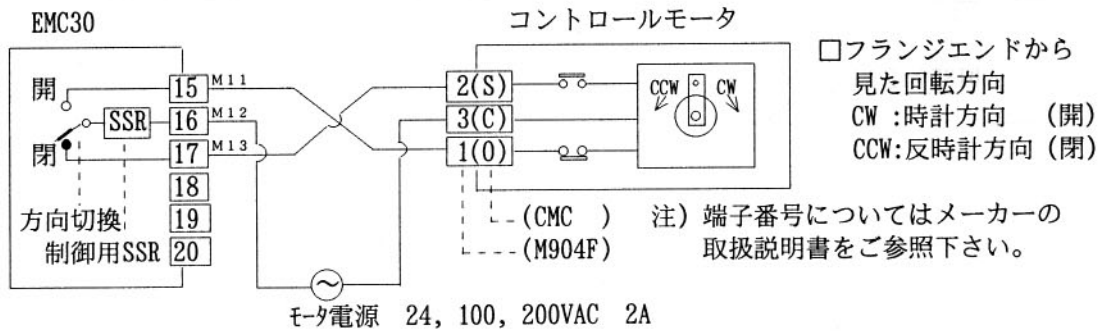 EMC30
コントロールモータ
開
SSR
閉
方向切換
制御用SSR
15
16
17
18
19
20
M11
M12
M13
2(S)
3(C)
1(O)
CCW
CW
(CMC )
(M904F)
モータ電源 24, 100, 200VAC 2A
□フランジエンドから
見た回転方向
CW :時計方向 (開)
CCW:反時計方向(閉)
注) 端子番号についてはメーカーの
取扱説明書をご参照下さい。